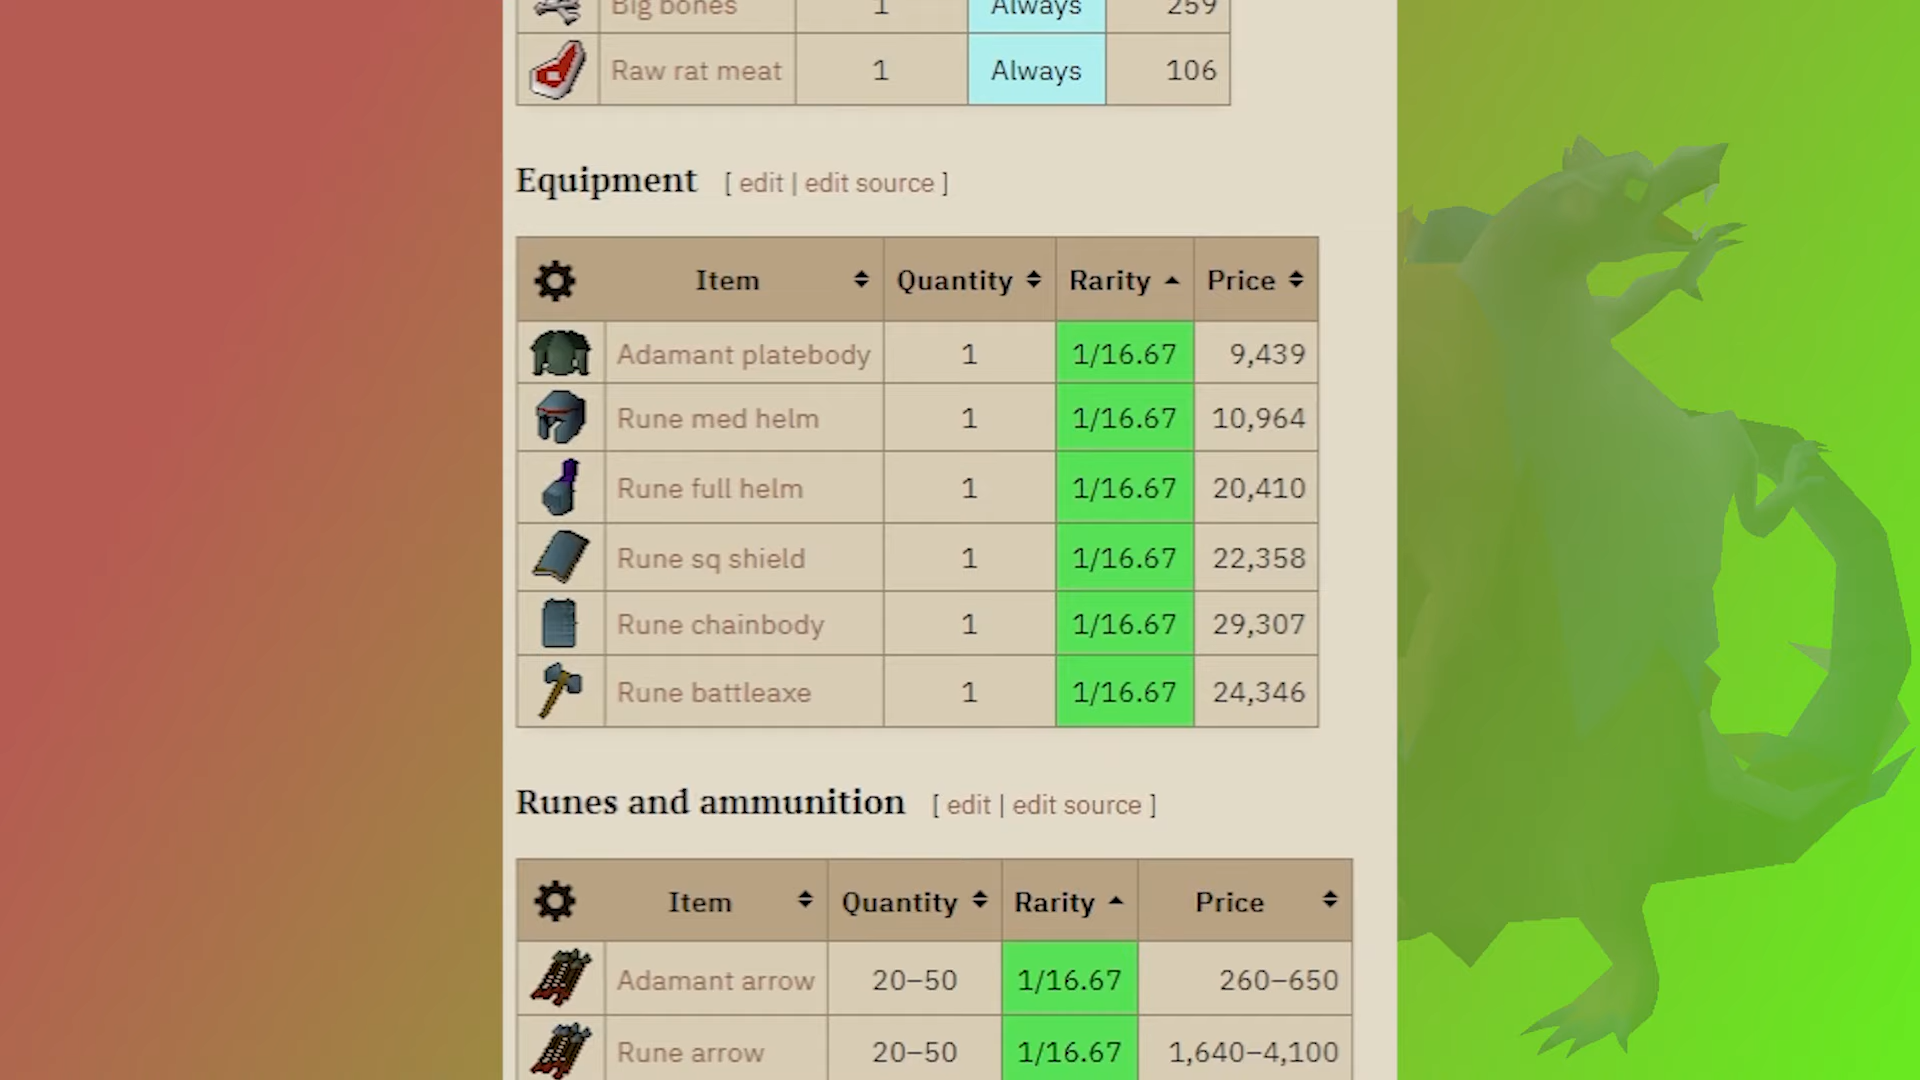 Big bones 1 Always 259
Raw rat meat 1 Always 106
Equipment [ edit | edit source ]
Item Quantity Rarity Price
Adamant platebody 1 1/16.67 9,439
Rune med helm 1 1/16.67 10,964
Rune full helm 1 1/16.67 20,410
Rune sq shield 1 1/16.67 22,358
Rune chainbody 1 1/16.67 29,307
Rune battleaxe 1 1/16.67 24,346
Runes and ammunition [ edit | edit source ]
Item Quantity Rarity Price
Adamant arrow 20–50 1/16.67 260–650
Rune arrow 20–50 1/16.67 1,640–4,100